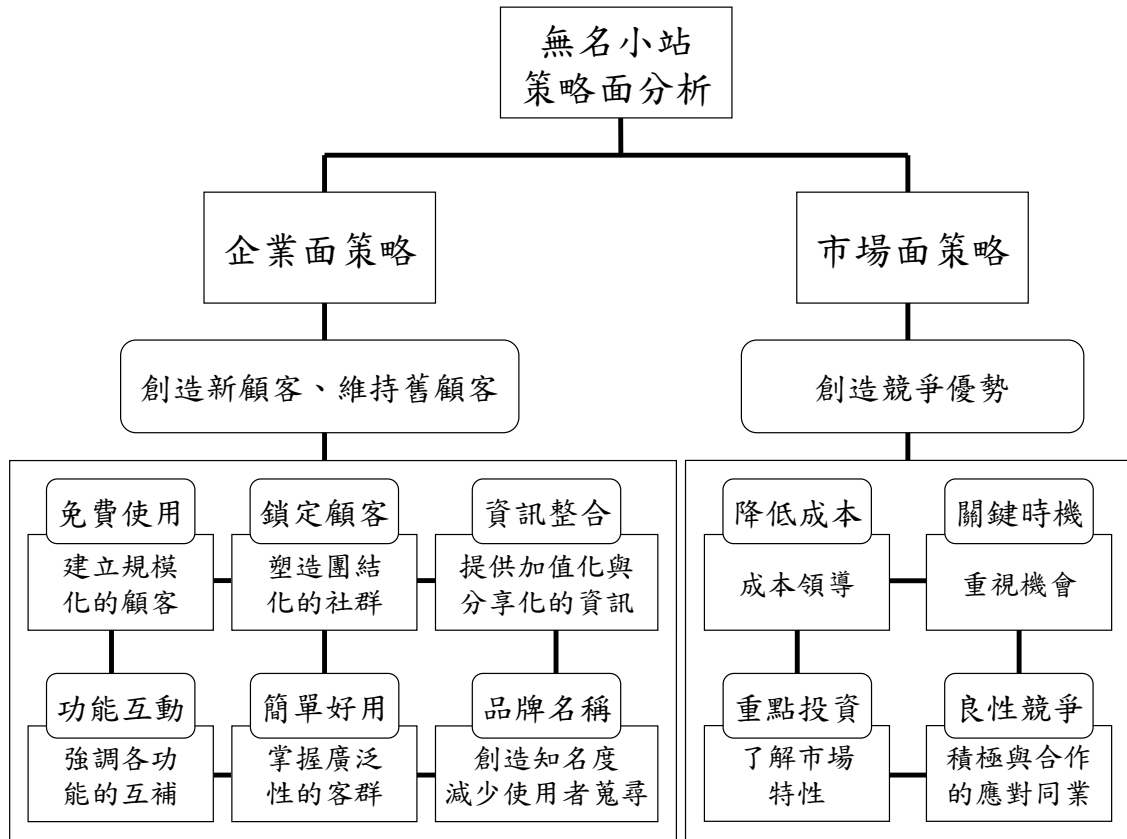 無名小站
策略面分析
企業面策略
市場面策略
創造新顧客、維持舊顧客
創造競爭優勢
免費使用
建立規模
化的顧客
鎖定顧客
塑造團結
化的社群
資訊整合
提供加值化與
分享化的資訊
功能互動
強調各功
能的互補
簡單好用
掌握廣泛
性的客群
品牌名稱
創造知名度
減少使用者蒐尋
降低成本
成本領導
關鍵時機
重視機會
重點投資
了解市場
特性
良性競爭
積極與合作
的應對同業